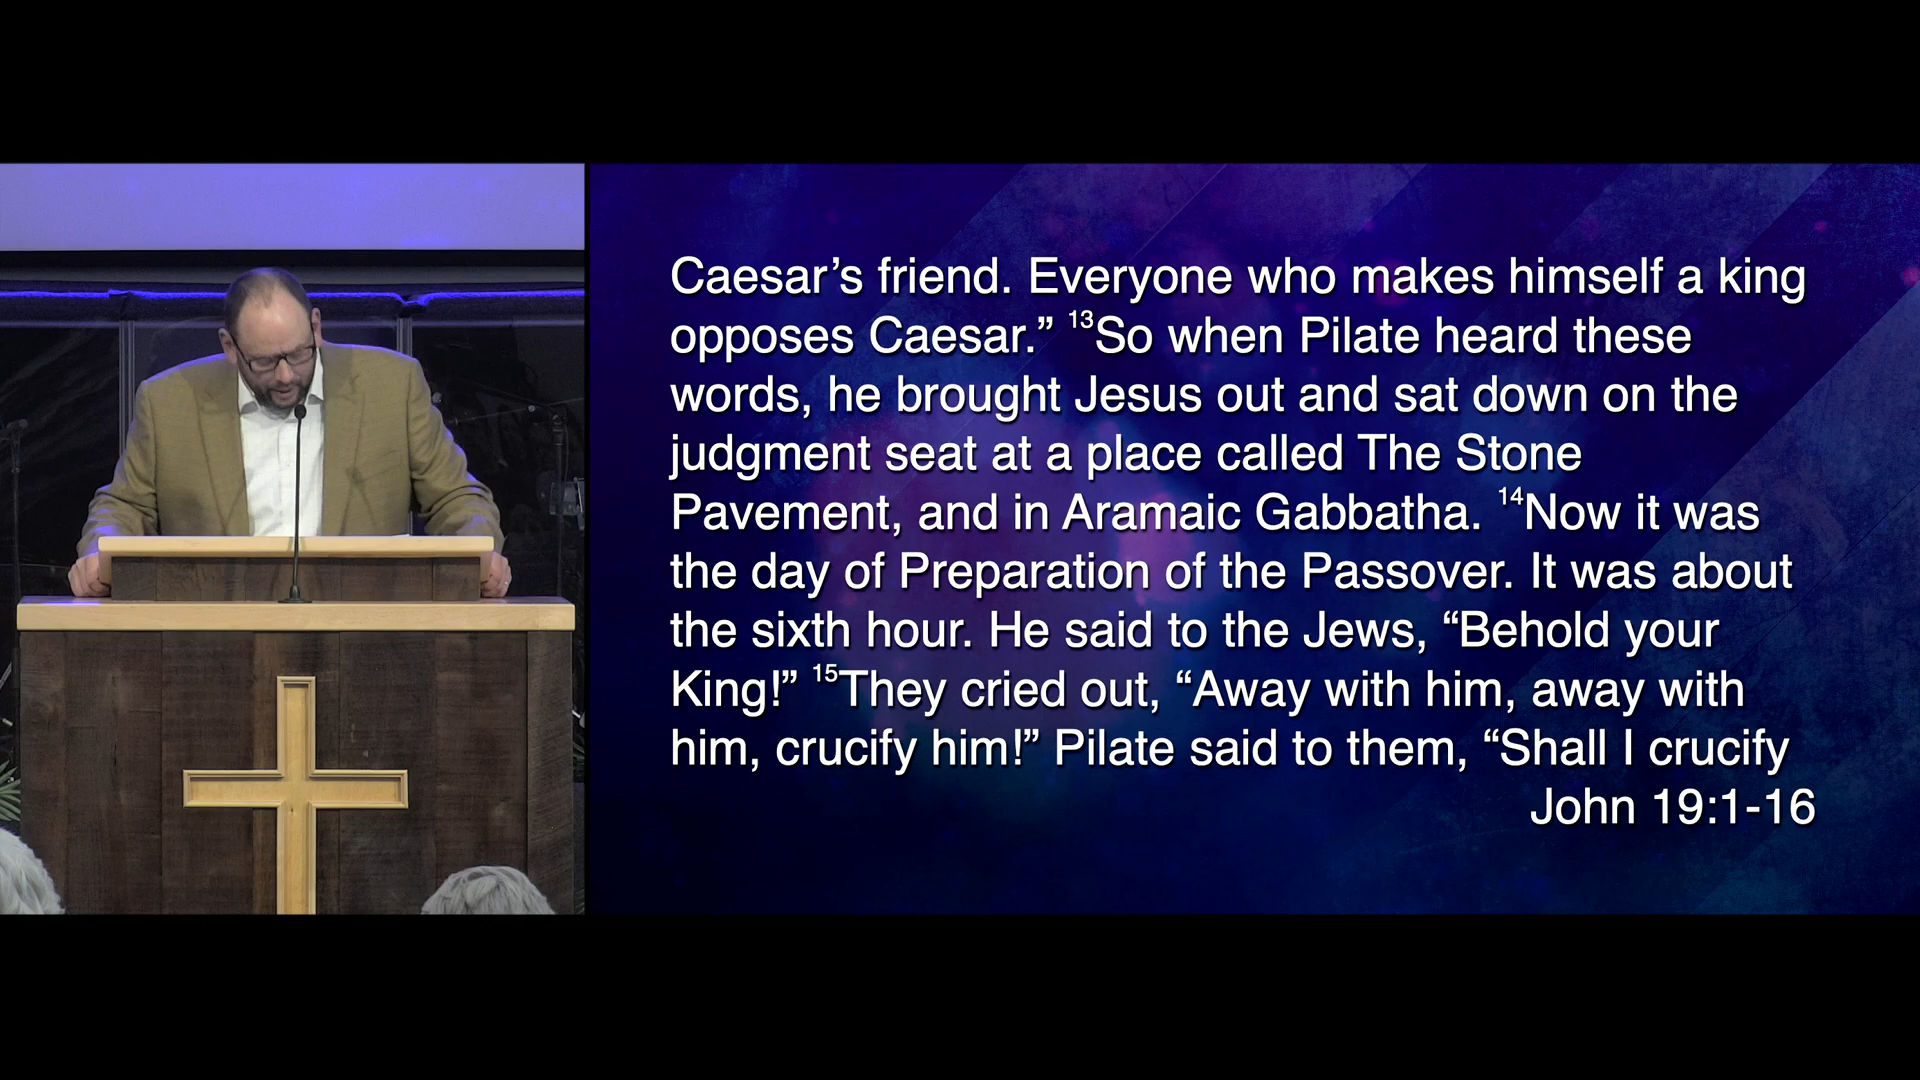 Caesar’s friend. Everyone who makes himself a king
opposes Caesar.” ¹³So when Pilate heard these
words, he brought Jesus out and sat down on the
judgment seat at a place called The Stone
Pavement, and in Aramaic Gabbatha. ¹⁴Now it was
the day of Preparation of the Passover. It was about
the sixth hour. He said to the Jews, “Behold your
King!” ¹⁵They cried out, “Away with him, away with
him, crucify him!” Pilate said to them, “Shall I crucify
John 19:1-16